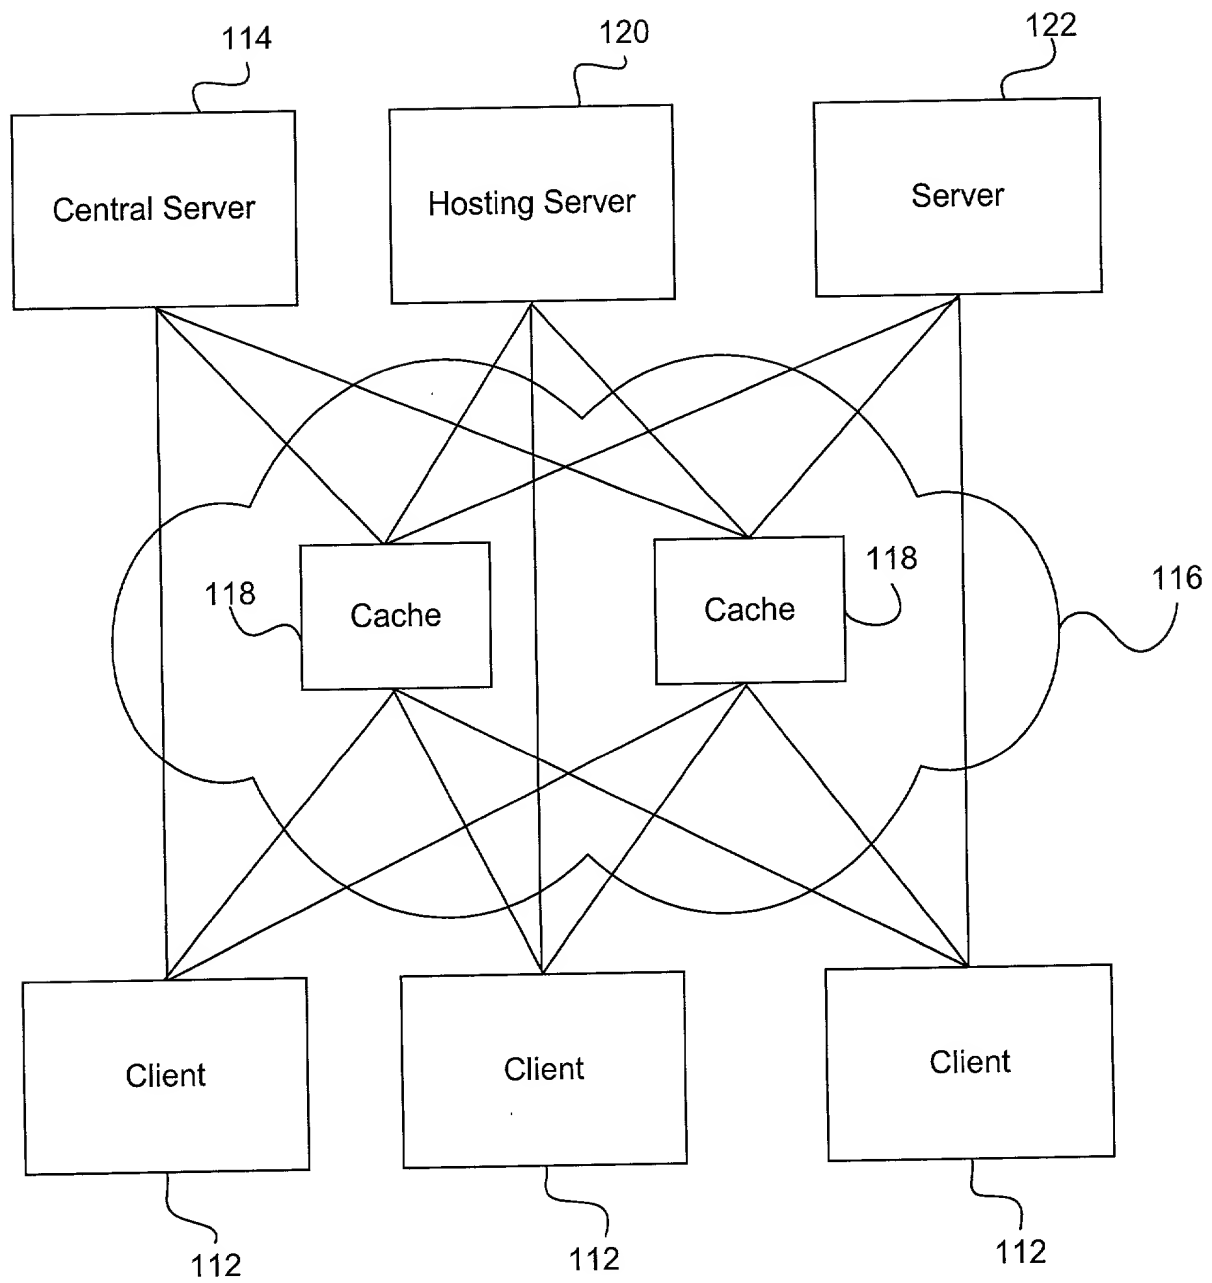 114
120
122
Central Server
Hosting Server
Server
118
Cache
Cache
118
116
Client
Client
Client
112
112
112